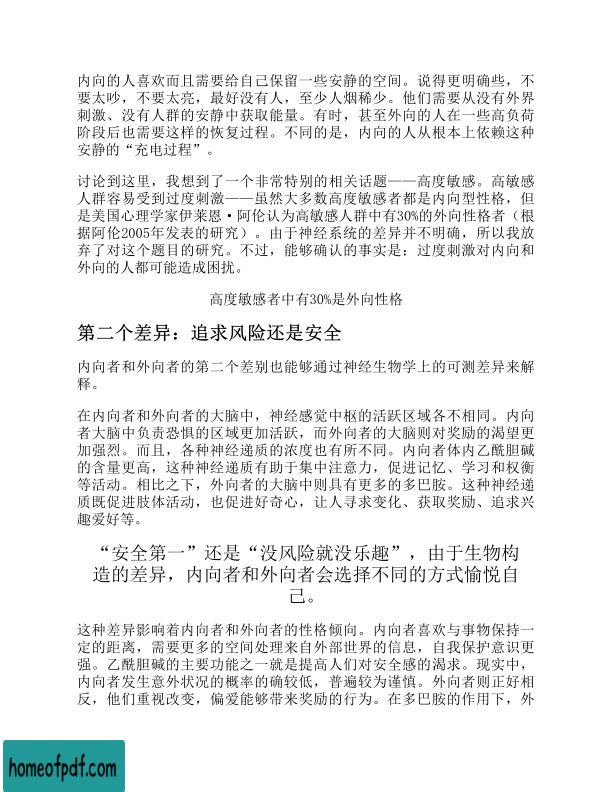 内向的人喜欢而且需要给自己保留一些安静的空间。说得更明确些，不
要太吵，不要太亮，最好没有人，至少人烟稀少。他们需要从没有外界
刺激、没有人群的安静中获取能量。有时，甚至外向的人在一些高负荷
阶段后也需要这样的恢复过程。不同的是，内向的人从根本上依赖这种
安静的“充电过程”。
讨论到这里，我想到了一个非常特别的相关话题——高度敏感。高敏感
人群容易受到过度刺激——虽然大多数高度敏感者都是内向型性格，但
是美国心理学家伊莱恩·阿伦认为高敏感人群中有30%的外向性格者（根
据阿伦2005年发表的研究）。由于神经系统的差异并不明确，所以我放
弃了对这个题目的研究。不过，能够确认的事实是：过度刺激对内向和
外向的人都可能造成困扰。
高度敏感者中有30%是外向性格
第二个差异：追求风险还是安全
内向者和外向者的第二个差别也能够通过神经生物学上的可测差异来解
释。
在内向者和外向者的大脑中，神经感觉中枢的活跃区域各不相同。内向
者大脑中负责恐惧的区域更加活跃，而外向者的大脑则对奖励的渴望更
加强烈。而且，各种神经递质的浓度也有所不同。内向者体内乙酰胆碱
的含量更高，这种神经递质有助于集中注意力，促进记忆、学习和权衡
等活动。相比之下，外向者的大脑中则具有更多的多巴胺。这种神经递
质既促进肢体活动，也促进好奇心，让人寻求变化、获取奖励、追求兴
趣爱好等。
“安全第一”还是“没风险就没乐趣”，由于生物构
造的差异，内向者和外向者会选择不同的方式愉悦自
己。
这种差异影响着内向者和外向者的性格倾向。内向者喜欢与事物保持一
定的距离，需要更多的空间处理来自外部世界的信息，自我保护意识更
强。乙酰胆碱的主要功能之一就是提高人们对安全感的渴求。现实中，
内向者发生意外状况的概率的确较低，普遍较为谨慎。外向者则正好相
反，他们重视改变，偏爱能够带来奖励的行为。在多巴胺的作用下，外
homeofpdf.com